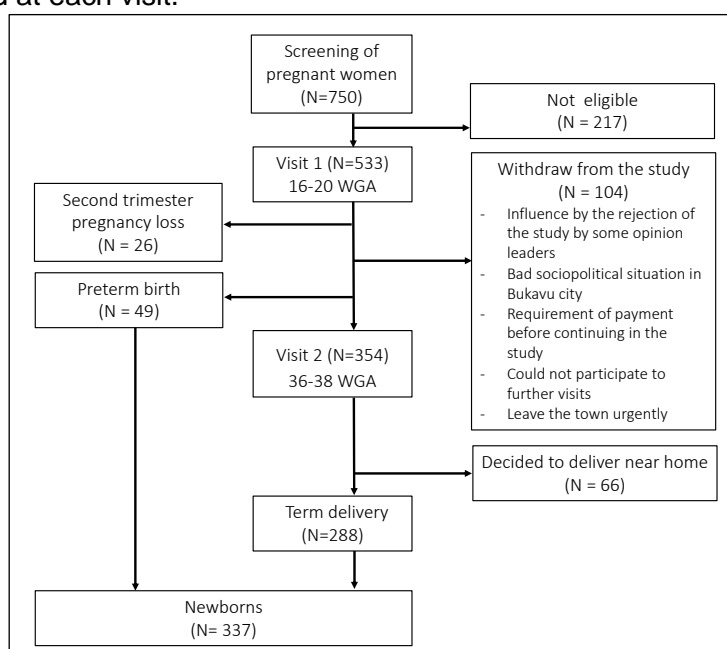 d at each visit.
Screening of
pregnant women
(N=750)
Not eligible
(N = 217)
Visit 1 (N=533)
16-20 WGA
Withdraw from the study
(N = 104)
- Influence by the rejection of
the study by some opinion
leaders
- Bad sociopolitical situation in
Bukavu city
- Requirement of payment
before continuing in the
study
- Could not participate to
further visits
- Leave the town urgently
Second trimester
pregnancy loss
(N = 26)
Preterm birth
(N = 49)
Visit 2 (N=354)
36-38 WGA
Decided to deliver near home
(N = 66)
Term delivery
(N=288)
Newborns
(N= 337)